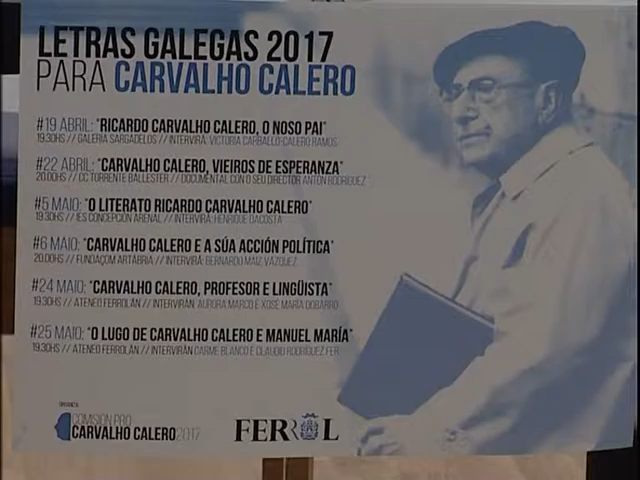 LETRAS GALEGAS 2017
PARA CARVALHO CALERO
#19 ABRIL: "RICARDO CARVALHO CALERO, O NOSO PAI"
19.30HS // GALERÍA SARGADELOS // INTERVIRÁ: VICTORIA CARBALLO-CALERO RAMOS
#22 ABRIL: "CARVALHO CALERO, VIEIROS DE ESPERANZA"
20.00HS // CC TORRENTE BALLESTER // DOCUMENTAL CON O SEU DIRECTOR ANTÓN RODRÍGUEZ
#5 MAIO: "O LITERATO RICARDO CARVALHO CALERO"
19.30HS // IES CONCEPCIÓN ARENAL // INTERVIRÁ: HENRIQUE DACOSTA
#6 MAIO: "CARVALHO CALERO E A SÚA ACCIÓN POLÍTICA"
20.00HS // FUNDAÇOM ARTÁBRIA // INTERVIRÁ: BERNARDO MAIZ VÁZQUEZ
#24 MAIO: "CARVALHO CALERO, PROFESOR E LINGÜISTA"
19.30HS // ATENEO FERROLÁN // INTERVIRÁN: AURORA MARCO E XOSÉ MARÍA DOBARRO
#25 MAIO: "O LUGO DE CARVALHO CALERO E MANUEL MARÍA"
19.30HS // ATENEO FERROLÁN // INTERVIRÁN CARME BLANCO E CLAUDIO RODRÍGUEZ FER
COMISIÓN PRO
CARVALHO CALERO2017
FERROL